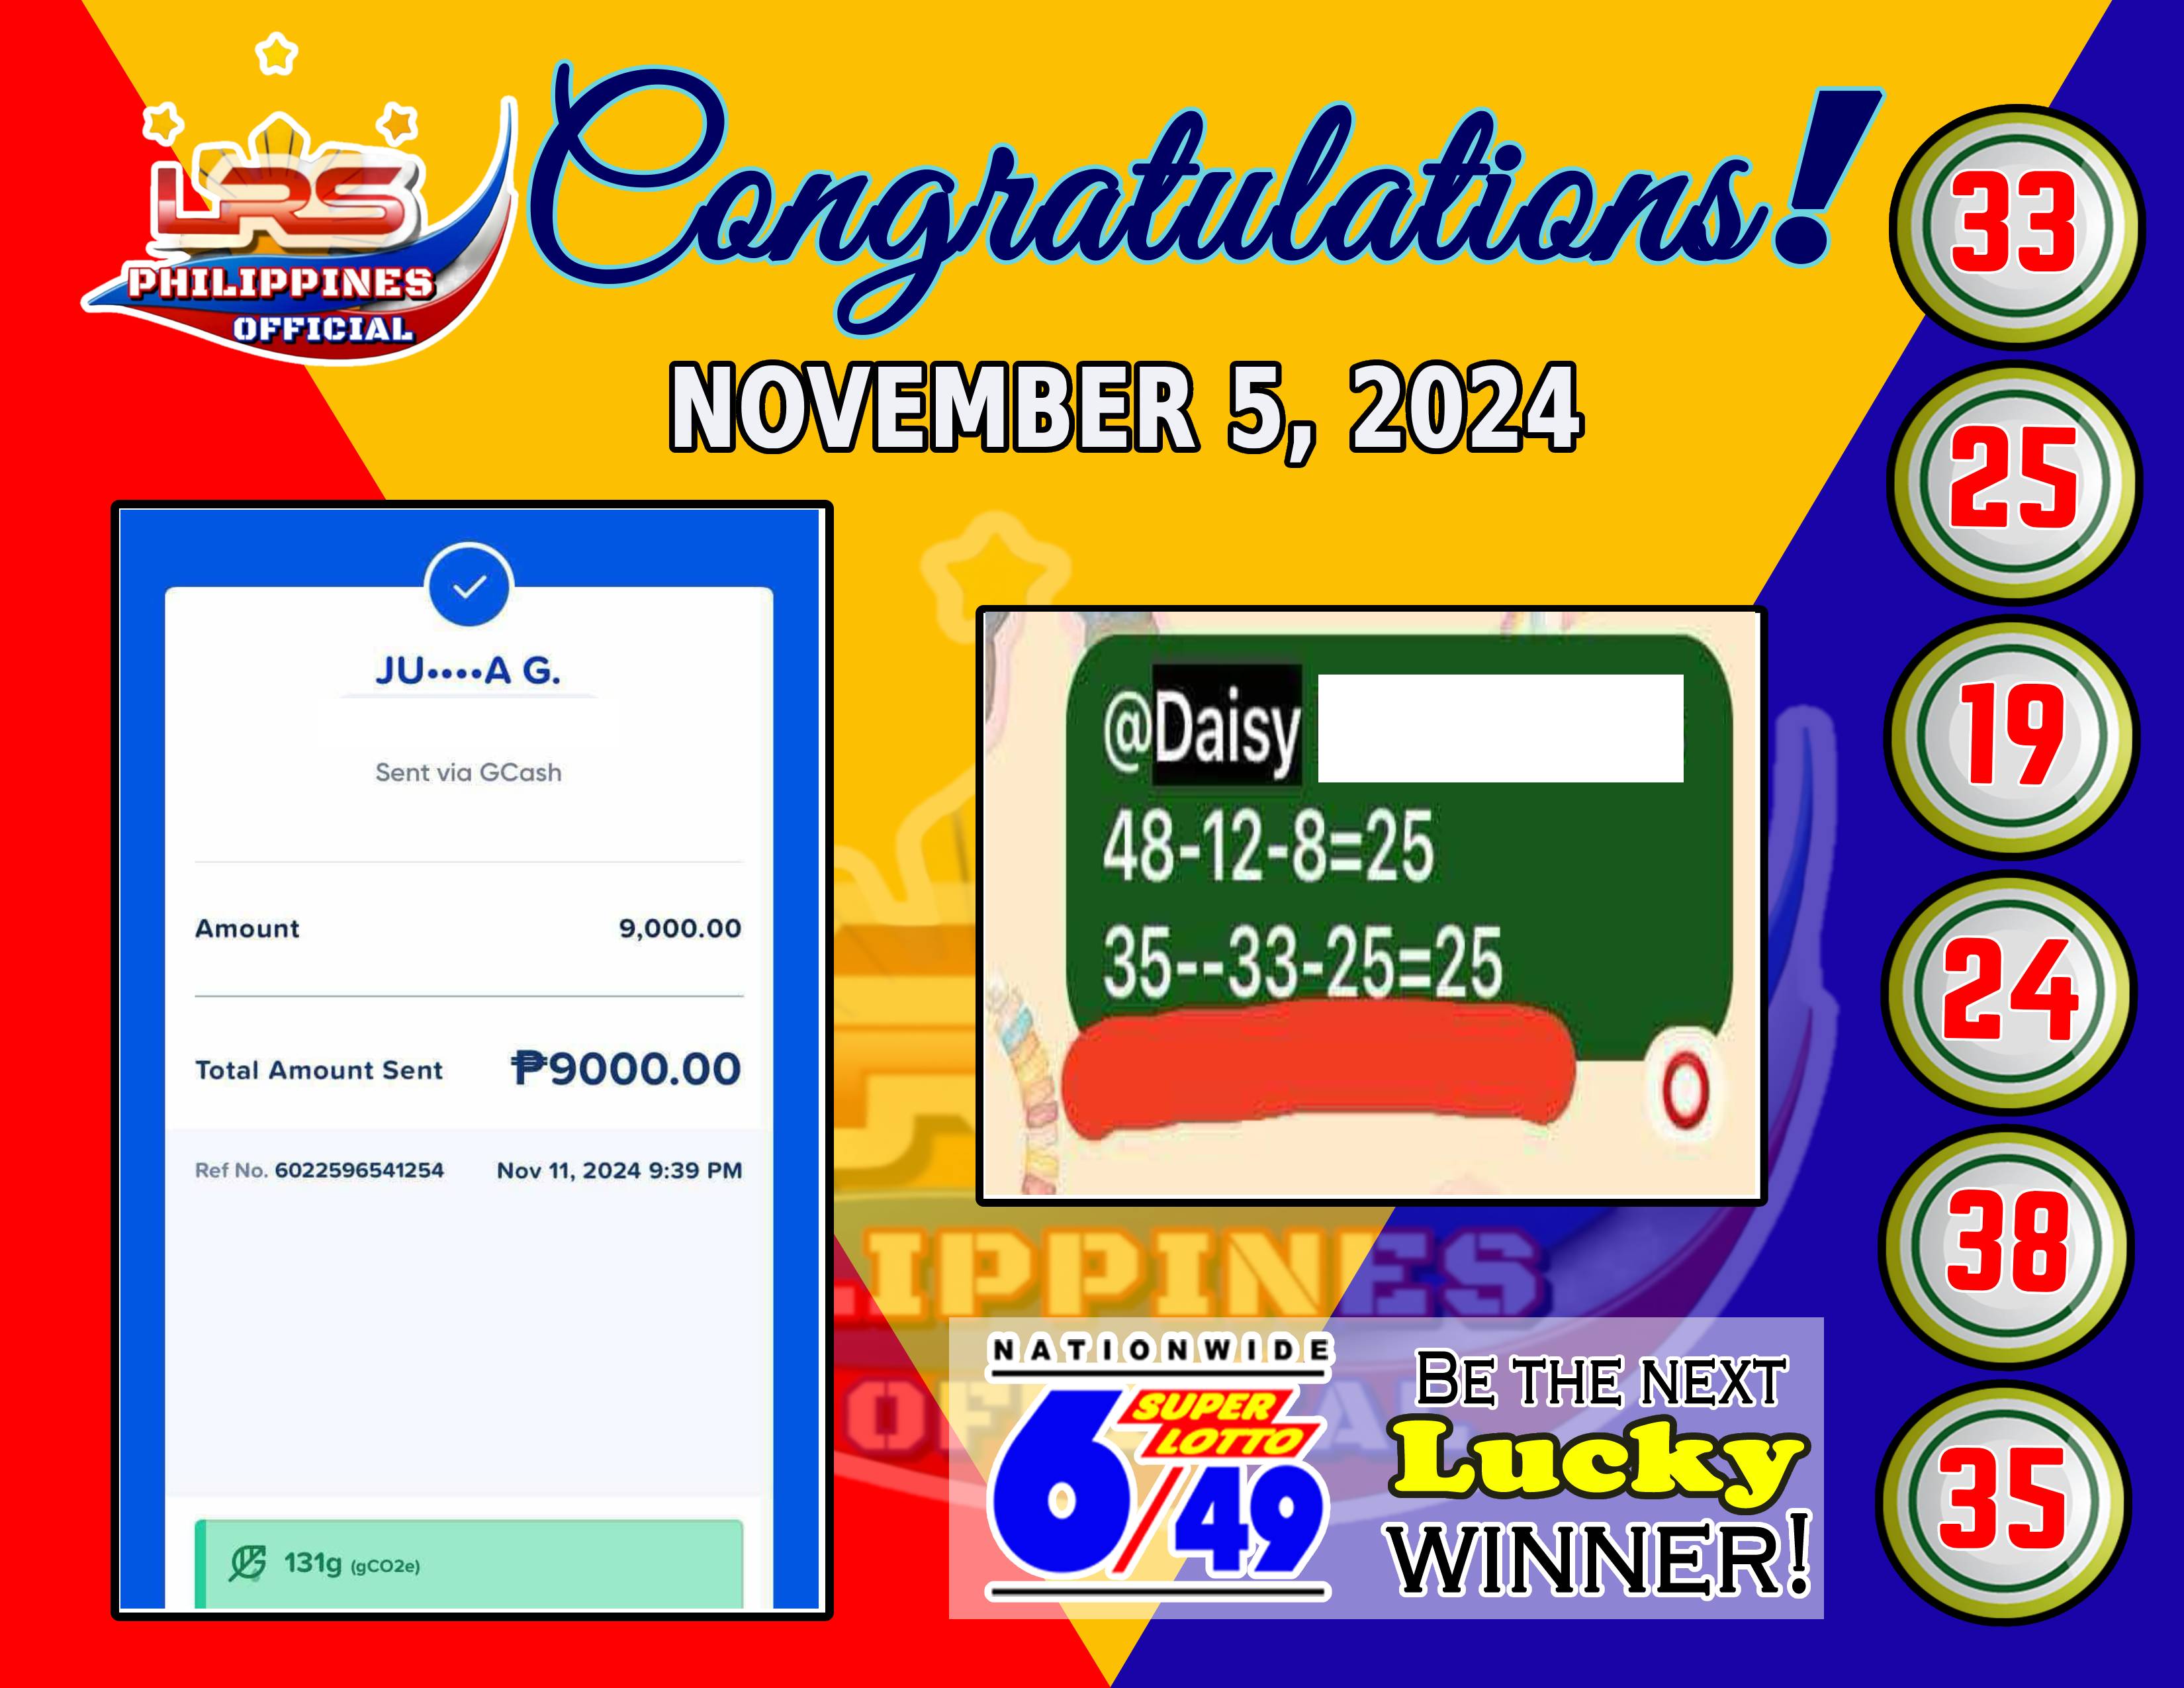 LRS
PHILIPPINES
OFFICIAL
Congratulations!
NOVEMBER 5, 2024
JU••••A G.
Sent via GCash
Amount 9,000.00
Total Amount Sent ₱9000.00
Ref No. 6022596541254 Nov 11, 2024 9:39 PM
131g (gCO2e)
@Daisy
48-12-8=25
35--33-25=25
O
LIPPINES
OFFICIAL
NATIONWIDE
SUPER
LOTTO
6/49
BE THE NEXT
Lucky
WINNER!
33
25
19
24
38
35